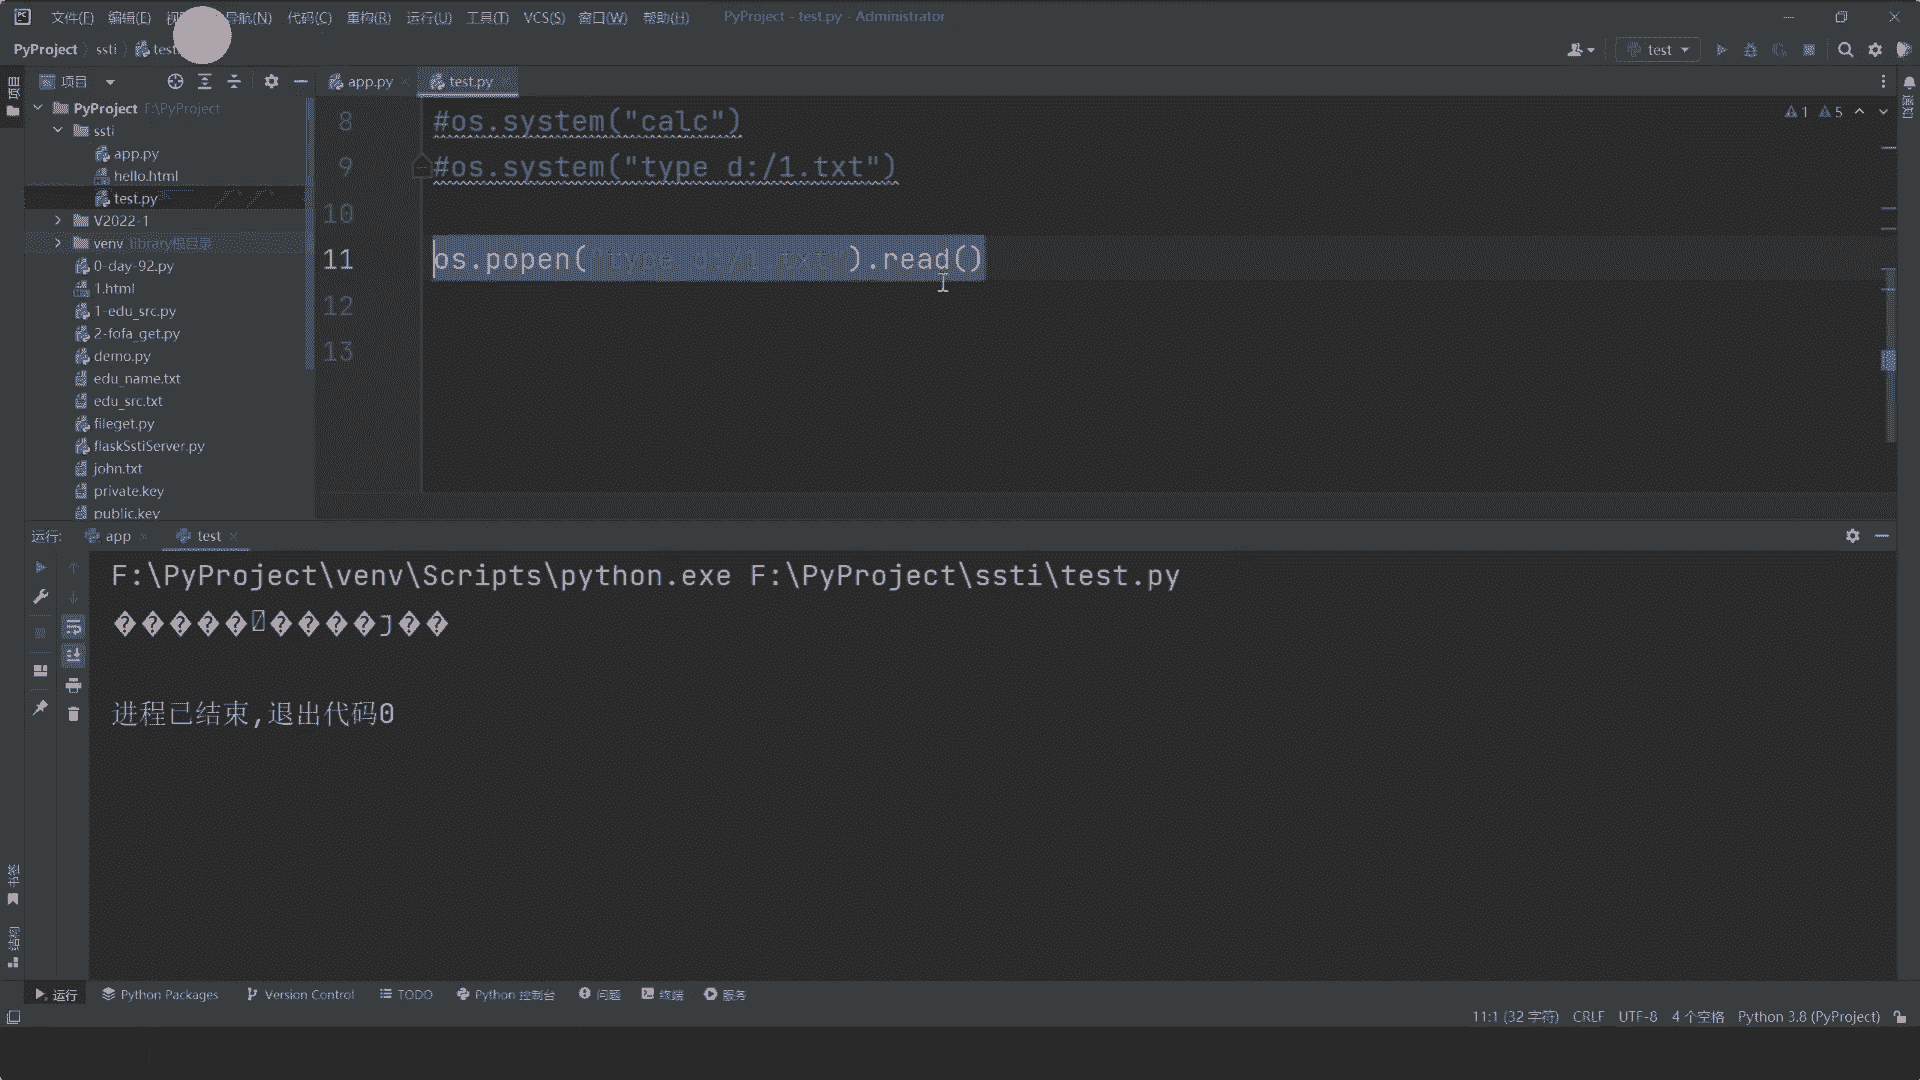 文件(F) 编辑(E) 导航(N) 代码(C) 重构(R) 运行(U) 工具(T) VCS(S) 窗口(W) 帮助(H) PyProject - test.py - Administrator
PyProject ssti test
test
项目
项目
app.py test.py
通知
PyProject F:\PyProject
ssti
app.py
hello.html
test.py
V2022-1
venv library根目录
0-day-92.py
1.html
1-edu_src.py
2-fofa_get.py
demo.py
edu_name.txt
edu_src.txt
fileget.py
flaskSstiServer.py
john.txt
private.key
public.key
1 5
8 #os.system("calc")
9 #os.system("type d:/1.txt")
10
11 os.popen("type d:/1.txt").read()
12
13
运行: app test
F:\PyProject\venv\Scripts\python.exe F:\PyProject\ssti\test.py
�����▯����j��
进程已结束,退出代码0
书签
结构
运行 Python Packages Version Control TODO Python 控制台 问题 终端 服务
11:1 (32 字符) CRLF UTF-8 4 个空格 Python 3.8 (PyProject)